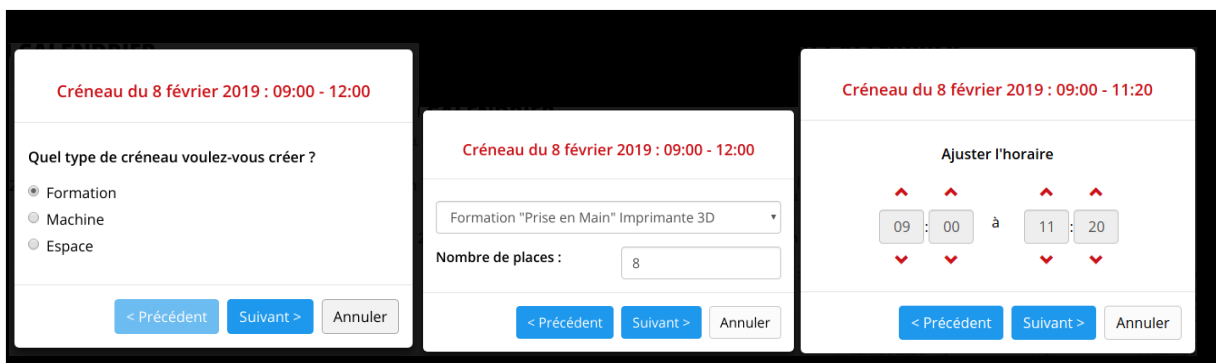 Créneau du 8 février 2019 : 09:00 - 12:00
Quel type de créneau voulez-vous créer ?
Formation
Machine
Espace
< Précédent Suivant > Annuler
Créneau du 8 février 2019 : 09:00 - 12:00
Formation "Prise en Main" Imprimante 3D
Nombre de places : 8
< Précédent Suivant > Annuler
Créneau du 8 février 2019 : 09:00 - 11:20
Ajuster l'horaire
09 : 00 à 11 : 20
< Précédent Suivant > Annuler